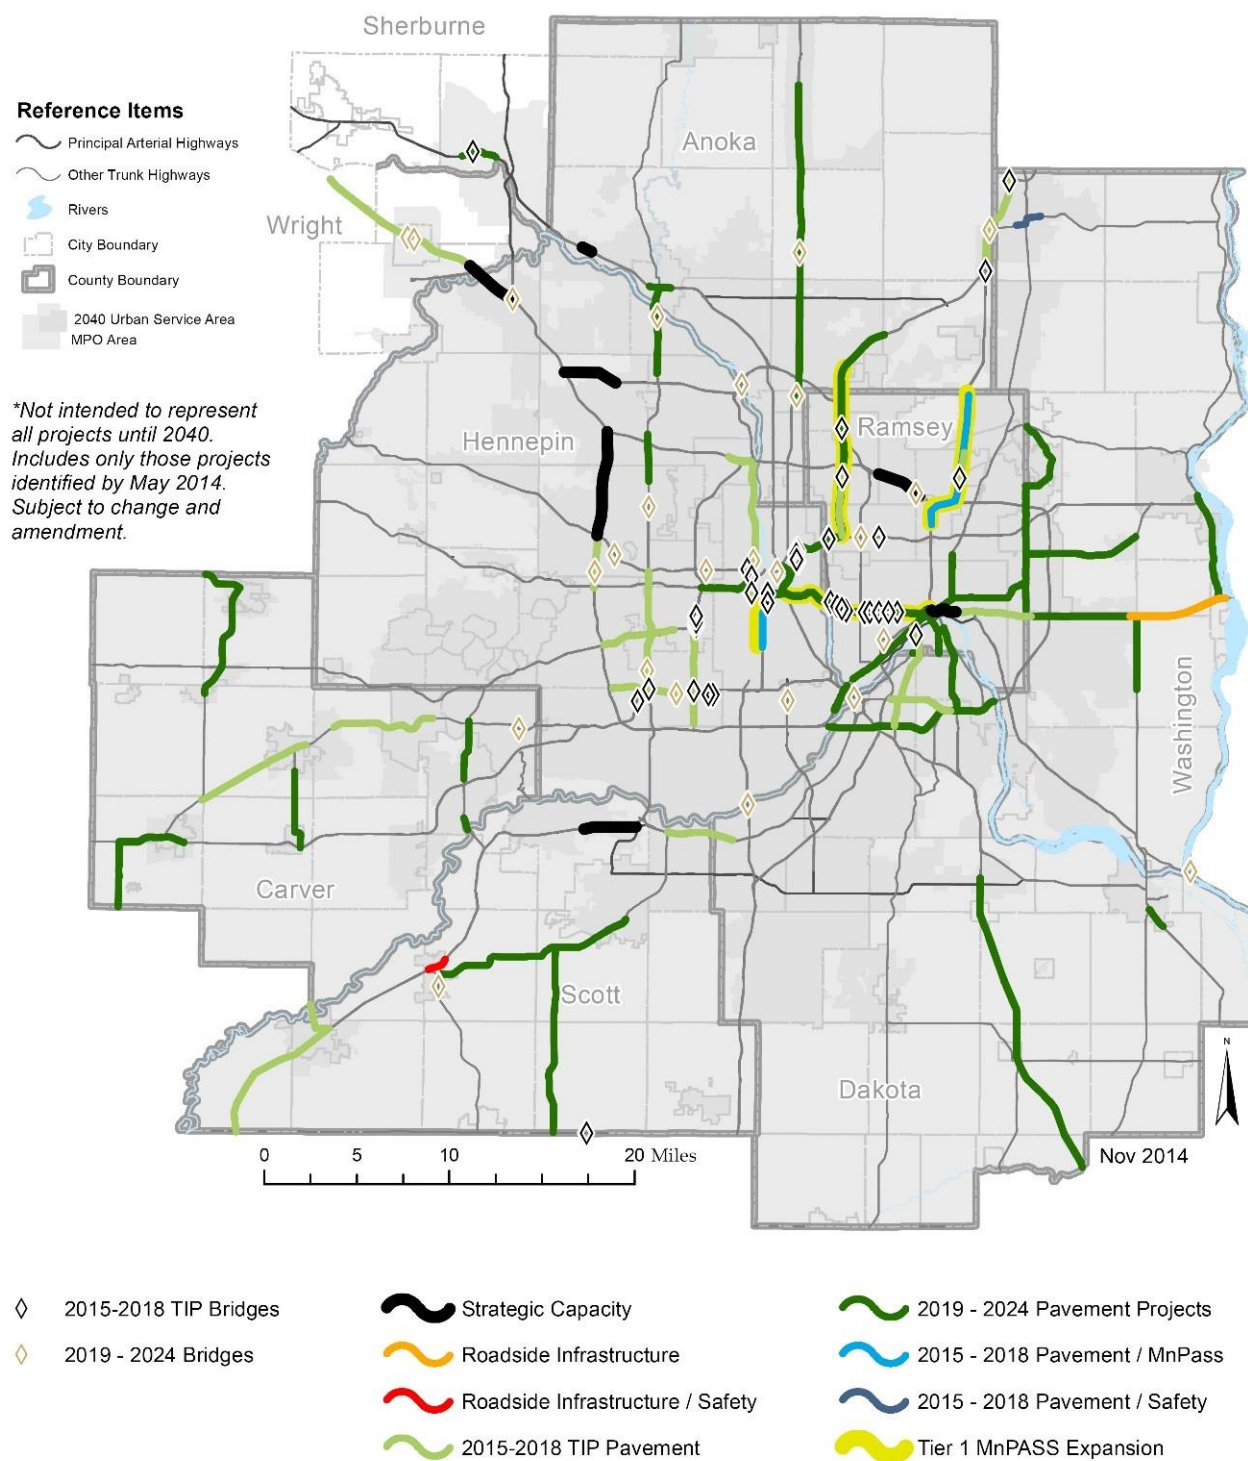 Sherburne
Reference Items
Principal Arterial Highways
Other Trunk Highways
Rivers
City Boundary
County Boundary
2040 Urban Service Area
MPO Area
Anoka
Wright
*Not intended to represent
all projects until 2040.
Includes only those projects
identified by May 2014.
Subject to change and
amendment.
Hennepin
Ramsey
Washington
Carver
Scott
Dakota
N
0 5 10 20 Miles
Nov 2014
2015-2018 TIP Bridges
2019 - 2024 Bridges
Strategic Capacity
Roadside Infrastructure
Roadside Infrastructure / Safety
2015-2018 TIP Pavement
2019 - 2024 Pavement Projects
2015 - 2018 Pavement / MnPass
2015 - 2018 Pavement / Safety
Tier 1 MnPASS Expansion